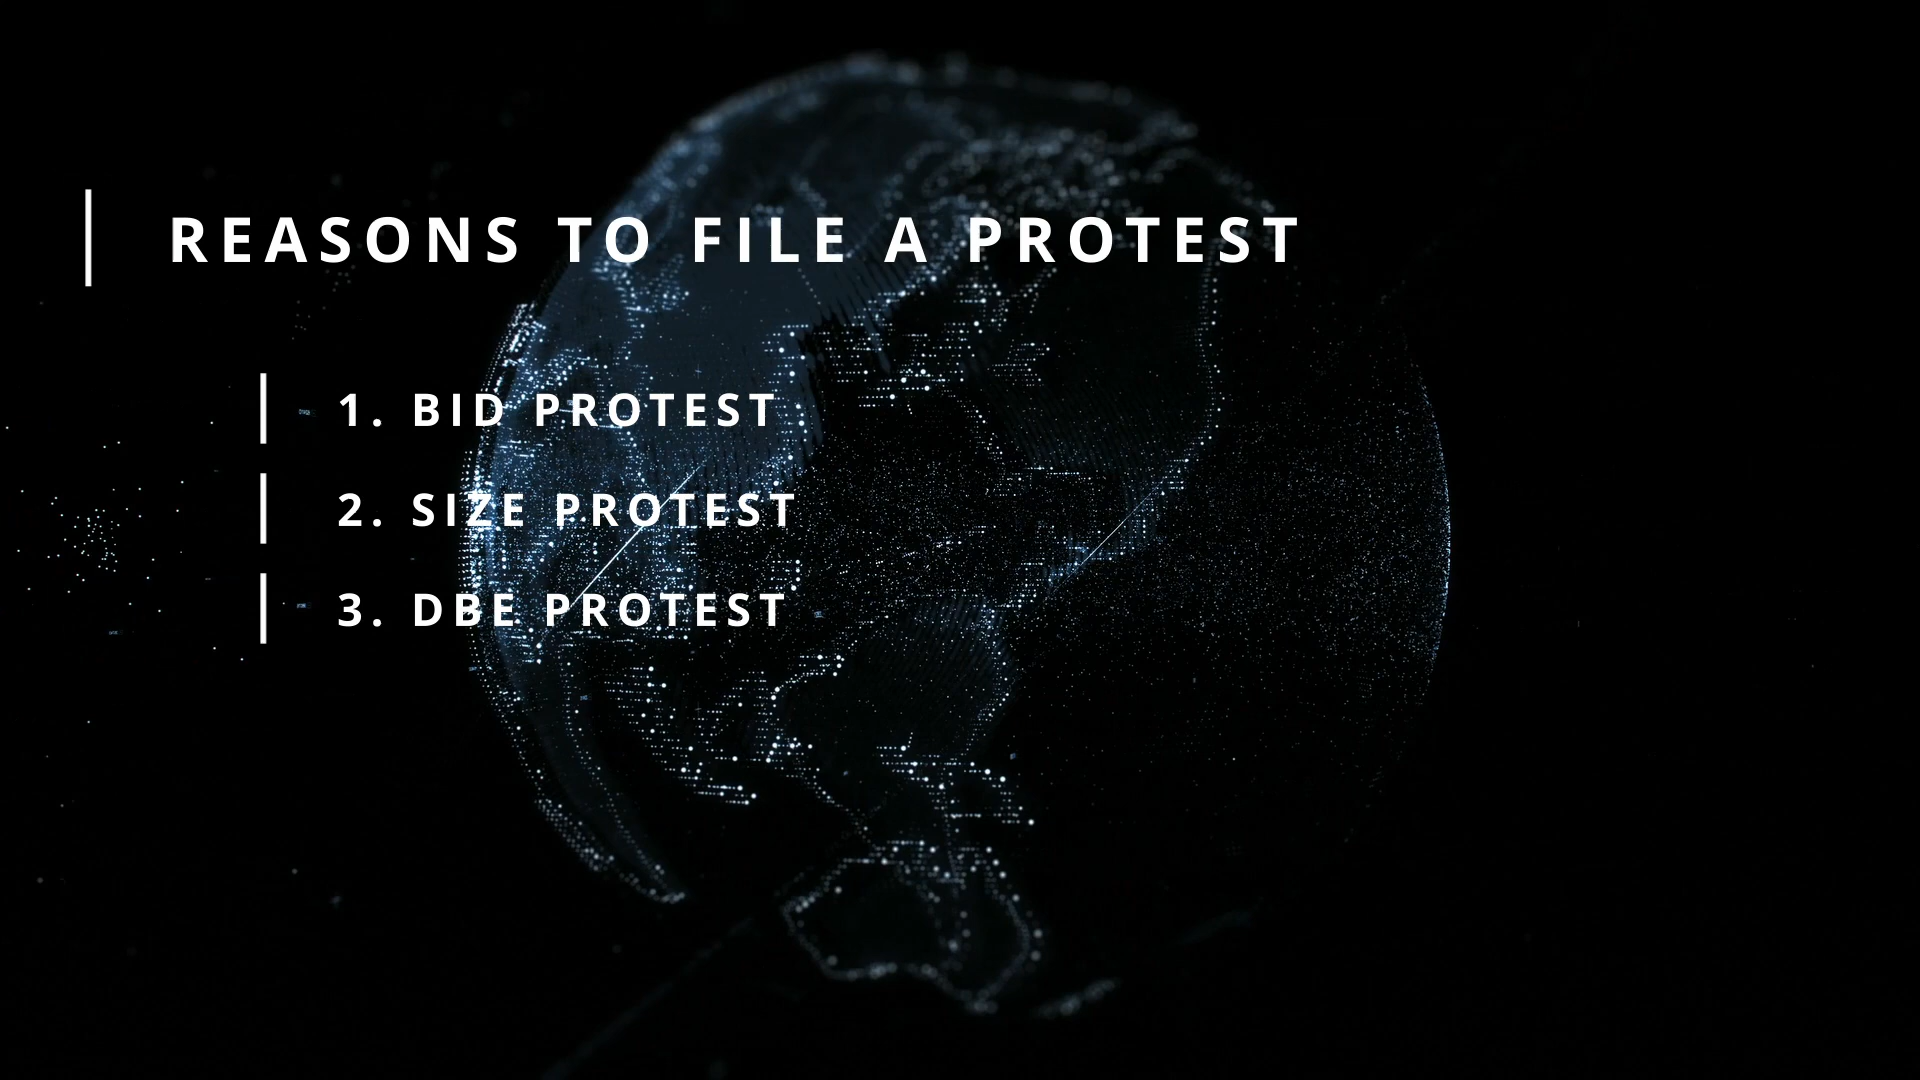 REASONS TO FILE A PROTEST
1. BID PROTEST
2. SIZE PROTEST
3. DBE PROTEST